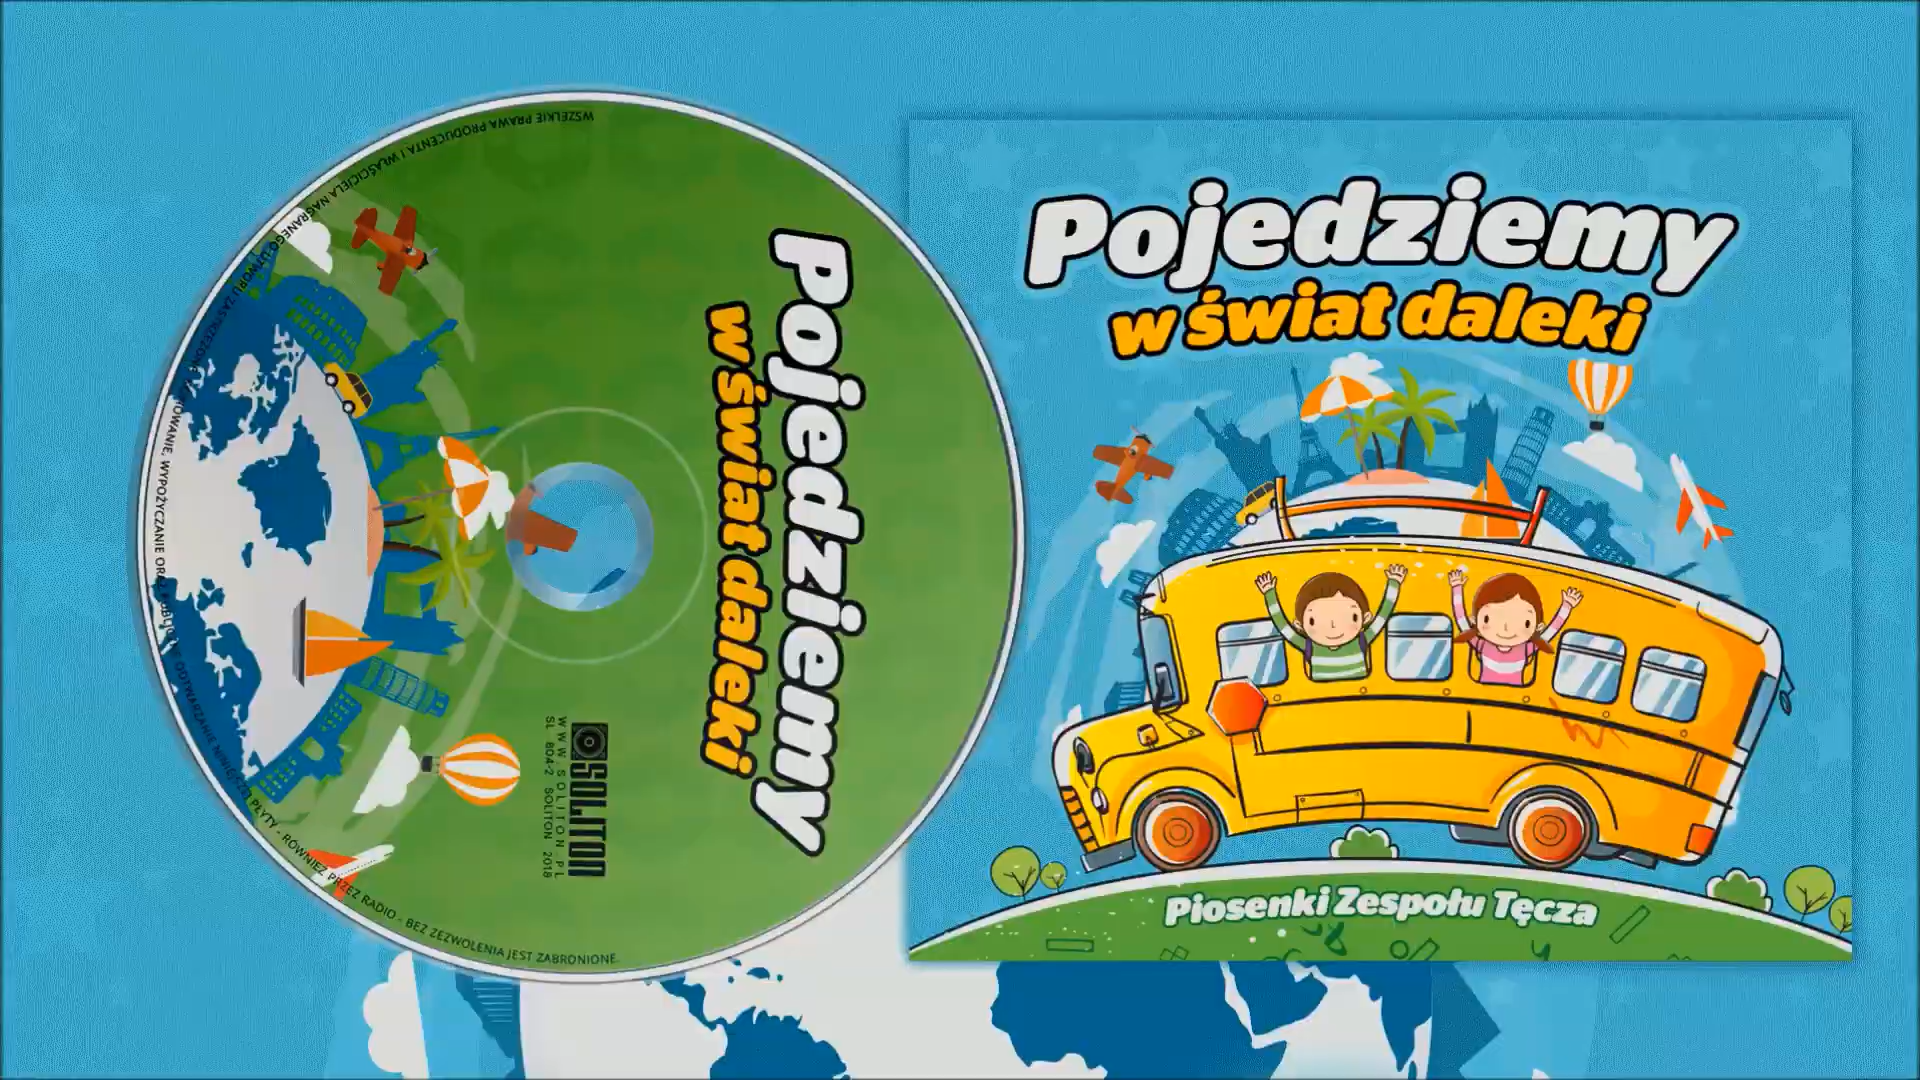 Pojedziemy
w świat daleki
SOLITON
WWW.SOLITON.PL
SL 804-2 SOLITON 2018
WSZELKIE PRAWA PRODUCENTA I WŁAŚCICIELA NAGRANEGO UTWORU ZASTRZEŻONE. KOPIOWANIE, WYPOŻYCZANIE ORAZ PUBLICZNE ODTWARZANIE NINIEJSZEJ PŁYTY - RÓWNIEŻ PRZEZ RADIO - BEZ ZEZWOLENIA JEST ZABRONIONE.
Pojedziemy
w świat daleki
Piosenki Zespołu Tęcza